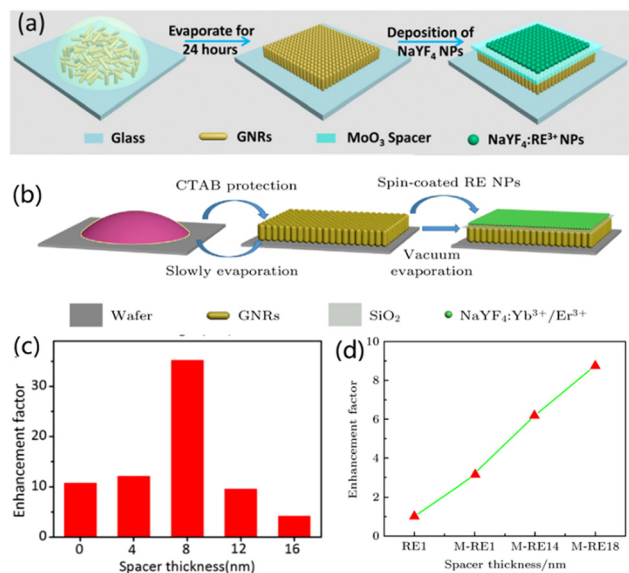 (a)
Evaporate for
24 hours
Deposition of
NaYF₄ NPs
Glass
GNRs
MoO₃ Spacer
NaYF₄:RE³⁺NPs
(b)
CTAB protection
Spin-coated RE NPs
Slowly evaporation
Vacuum
evaporation
Wafer
GNRs
SiO₂
NaYF₄:Yb³⁺/Er³⁺
(c)
Enhancement factor
30
20
10
0
0 4 8 12 16
Spacer thickness(nm)
(d)
Enhancement factor
10
8
6
4
2
0
RE1 M-RE1 M-RE14 M-RE18
Spacer thickness/nm